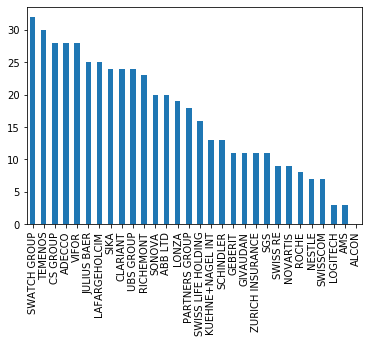 30
25
20
15
10
5
0
SWATCH GROUP
TEMENOS
CS GROUP
ADECCO
VIFOR
JULIUS BAER
LAFARGEHOLCIM
SIKA
CLARIANT
UBS GROUP
RICHEMONT
SONOVA
ABB LTD
LONZA
PARTNERS GROUP
SWISS LIFE HOLDING
KUEHNE+NAGEL INT
SCHINDLER
GEBERIT
GIVAUDAN
ZURICH INSURANCE
SGS
SWISS RE
NOVARTIS
ROCHE
NESTLE
SWISSCOM
LOGITECH
AMS
ALCON